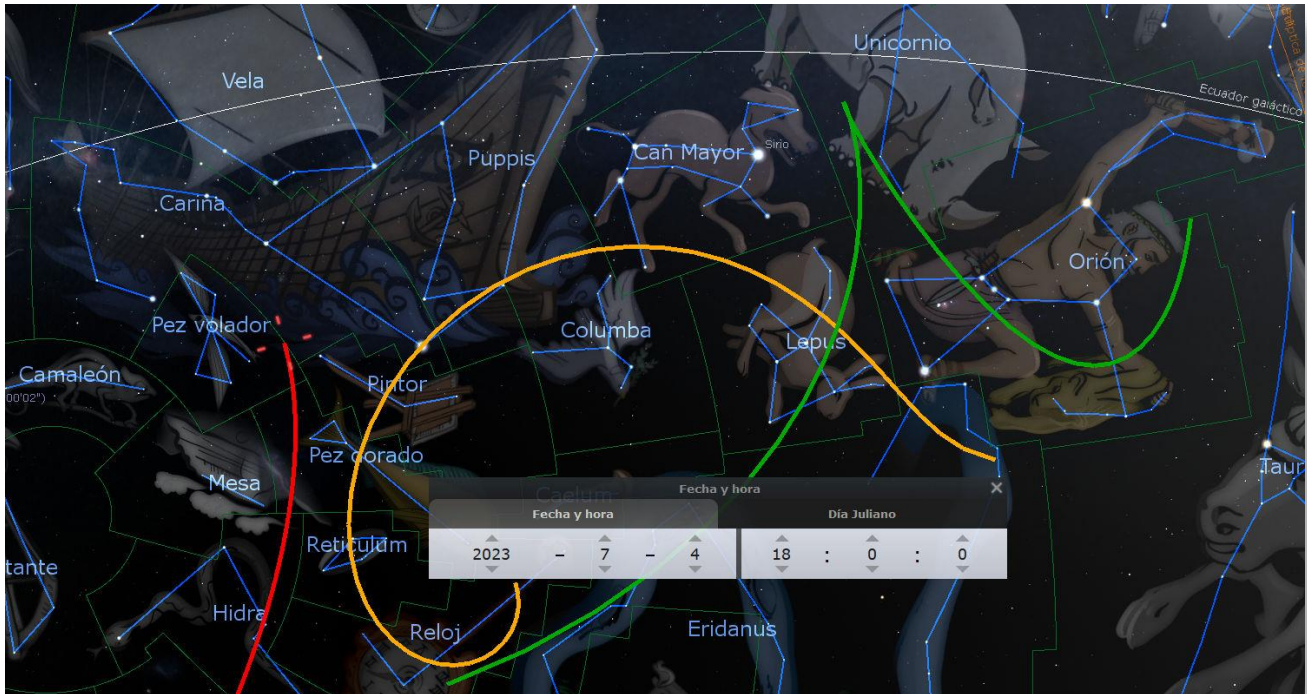 Unicornio
Vela
Ecuador galáctico
Puppis
Can Mayor
Sirio
Carina
Orión
Pez volador
Columba
Lepus
Camaleón
Pintor
00'02")
Pez dorado
Taur
Mesa
Caelum
Fecha y hora
Fecha y hora
Día Juliano
2023 - 7 - 4 18 : 0 : 0
Reticulum
tante
Hidra
Reloj
Eridanus